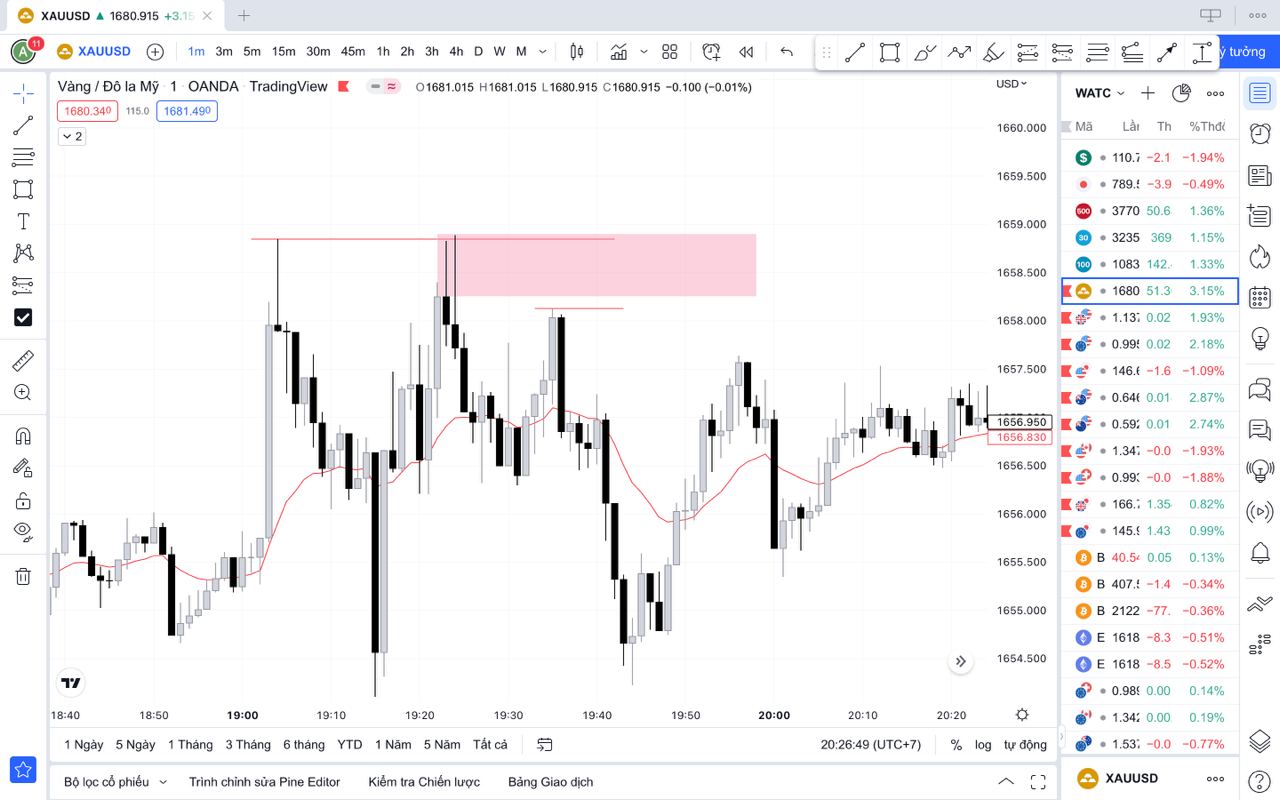 XAUUSD ▲ 1680.915 +3.15
A 11 XAUUSD 1m 3m 5m 15m 30m 45m 1h 2h 3h 4h D W M ý tưởng
Vàng / Đô la Mỹ · 1 · OANDA · TradingView O1681.015 H1681.015 L1680.915 C1680.915 −0.100 (−0.01%)
USD
1680.340 115.0 1681.490
2
1660.000
1659.500
1659.000
1658.500
1658.000
1657.500
1656.950
1656.830
1656.500
1656.000
1655.500
1655.000
1654.500
18:40 18:50 19:00 19:10 19:20 19:30 19:40 19:50 20:00 20:10 20:20
1 Ngày 5 Ngày 1 Tháng 3 Tháng 6 tháng YTD 1 Năm 5 Năm Tất cả 20:26:49 (UTC+7) % log tự động
Bộ lọc cổ phiếu Trình chỉnh sửa Pine Editor Kiểm tra Chiến lược Bảng Giao dịch
WATC
Mã Lần Th %Thđ
110.7 −2.1 −1.94%
789.5 −3.9 −0.49%
500 3770 50.6 1.36%
30 3235 369 1.15%
100 1083 142. 1.33%
1680 51.3 3.15%
1.137 0.02 1.93%
0.995 0.02 2.18%
146.6 −1.6 −1.09%
0.646 0.01 2.87%
0.592 0.01 2.74%
1.347 −0.0 −1.93%
0.992 −0.0 −1.88%
166.7 1.35 0.82%
145.9 1.43 0.99%
B 40.54 0.05 0.13%
B 407.5 −1.4 −0.34%
B 2122 −77. −0.36%
E 1618 −8.3 −0.51%
E 1618 −8.5 −0.52%
0.989 0.00 0.14%
1.342 0.00 0.19%
1.537 −0.0 −0.77%
XAUUSD